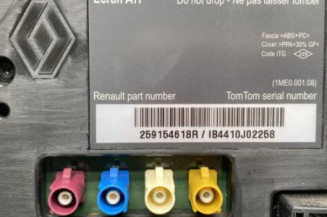 Do not drop - Ne pas laisser tomber
Fascia >ABS+PC<
Cover >PPA+30% GF<
Code ITG :
(1ME0.001.08)
Renault part number
TomTom serial number
259154618R / IB4410J02258